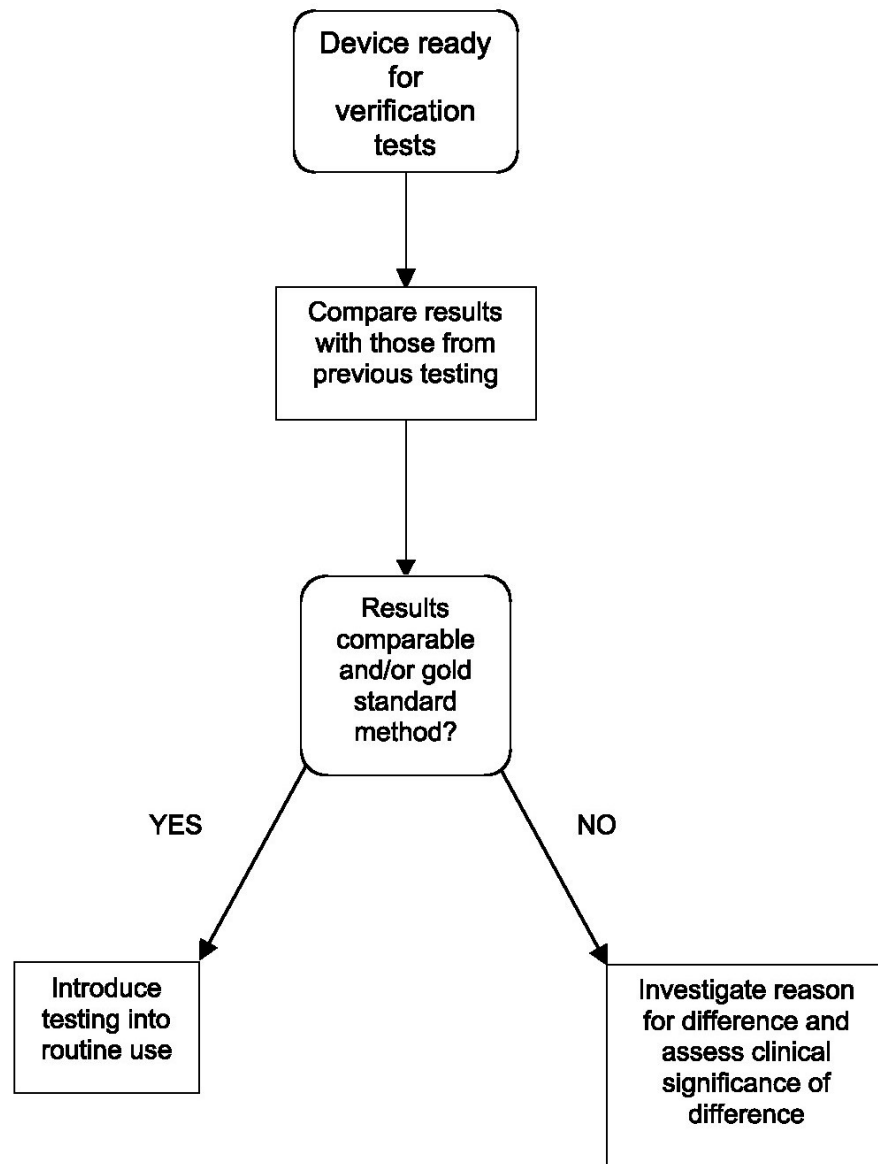 Device ready
for
verification
tests
Compare results
with those from
previous testing
Results
comparable
and/or gold
standard
method?
YES
NO
Introduce
testing into
routine use
Investigate reason
for difference and
assess clinical
significance of
difference